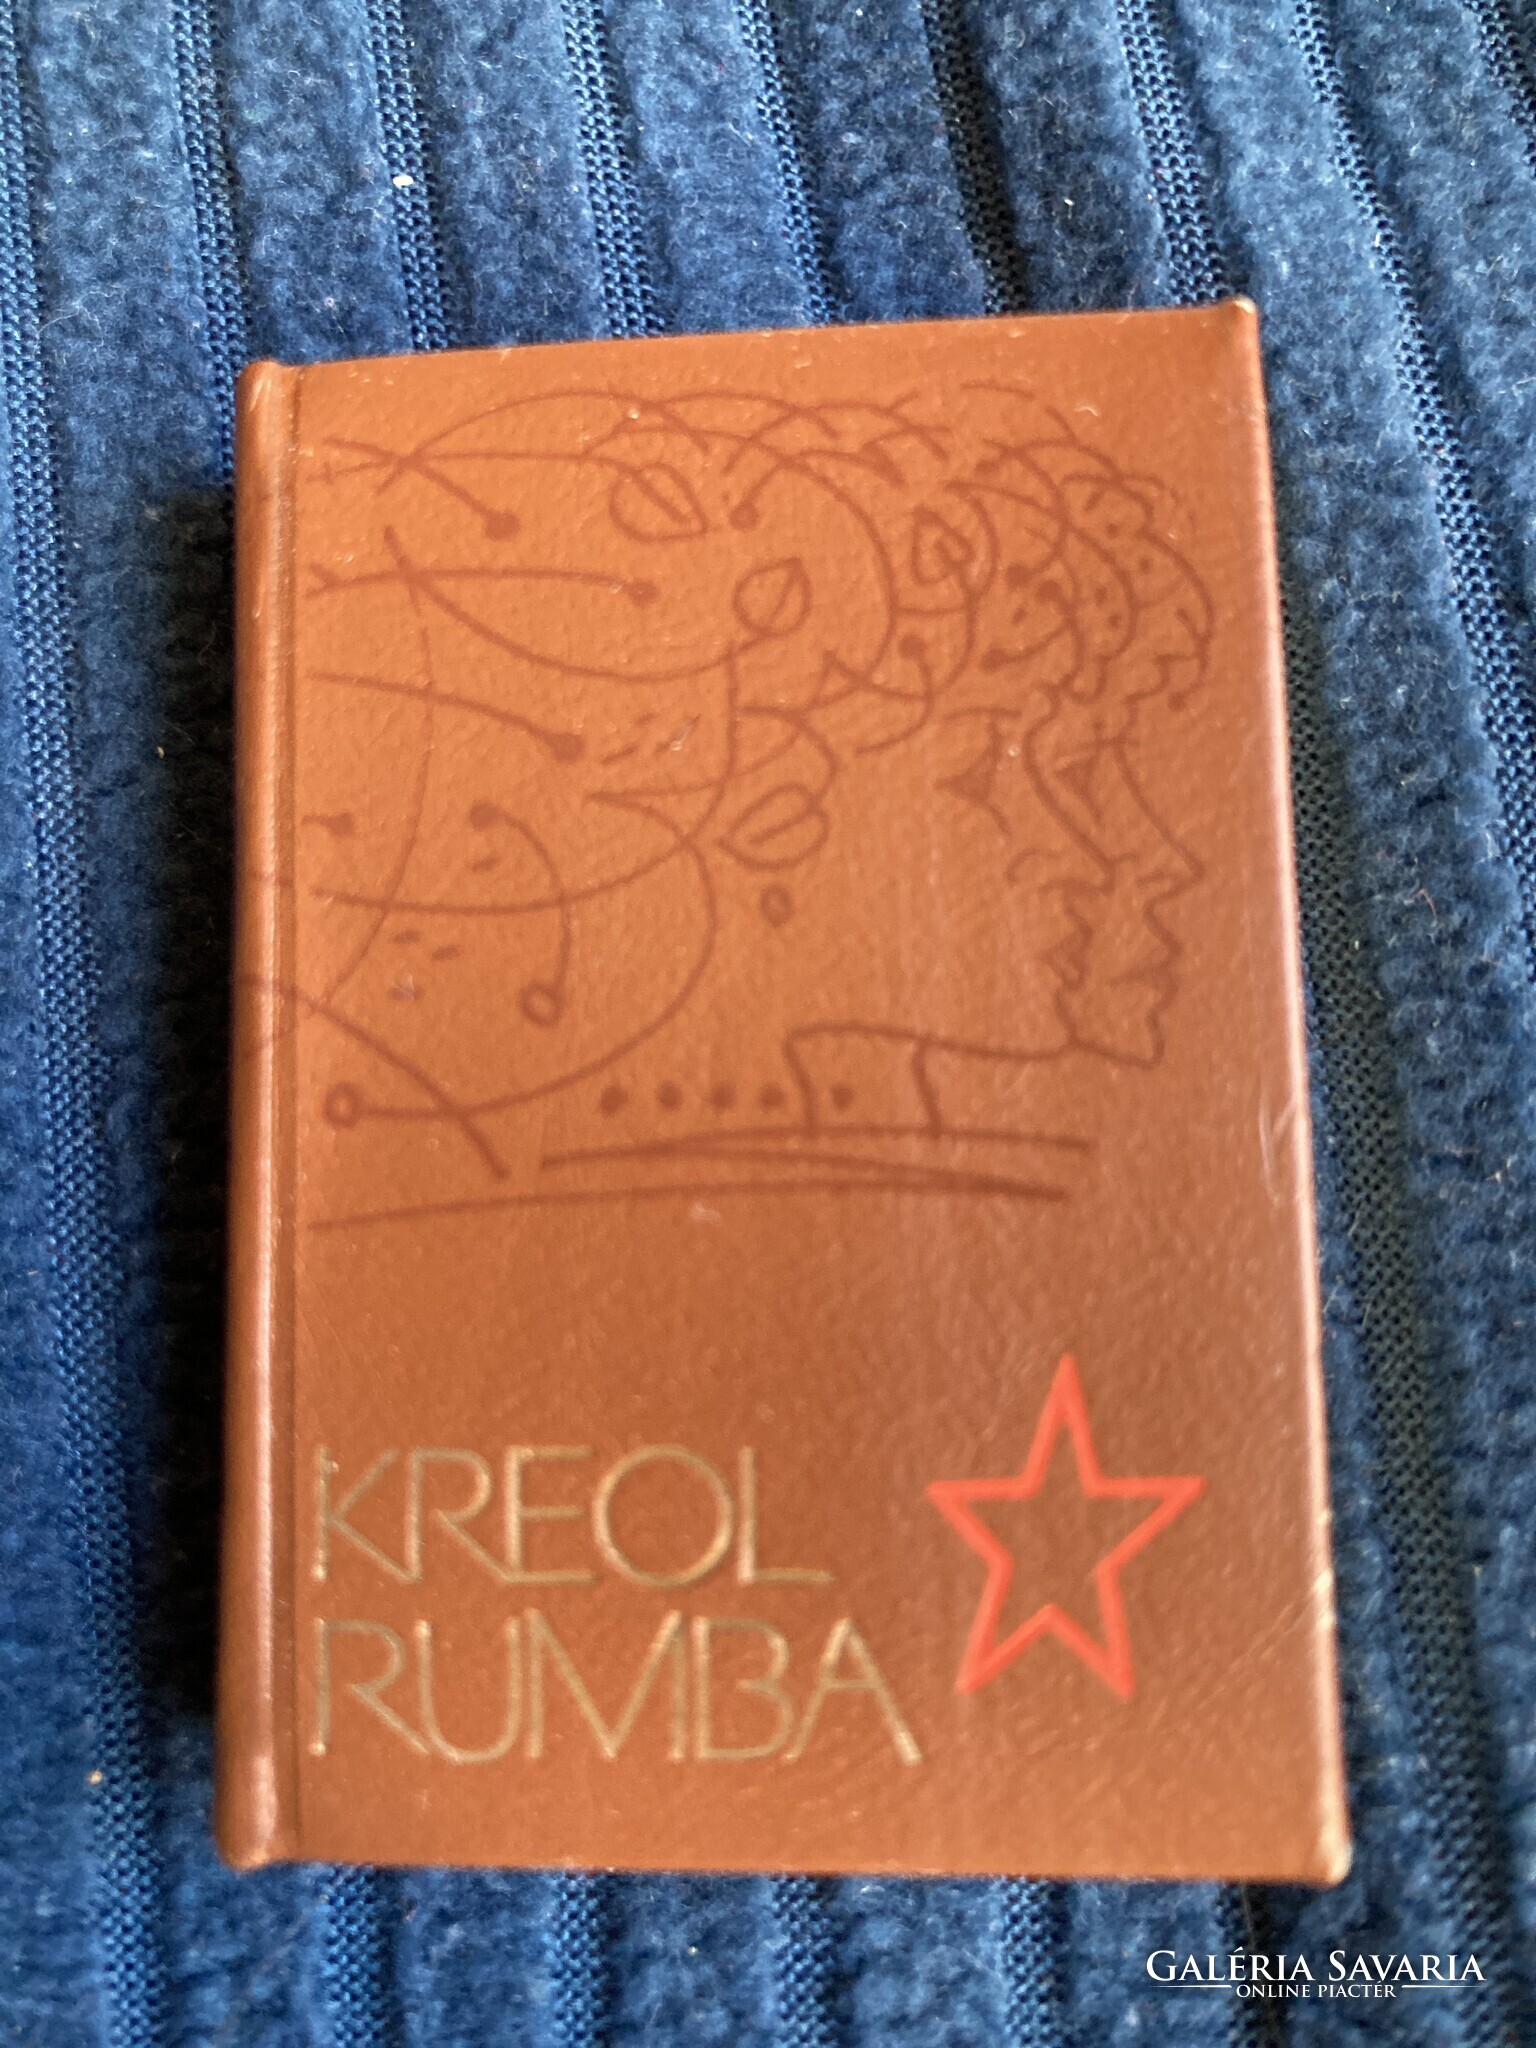 KREOL
RUMBA
GALÉRIA SAVARIA
ONLINE PIACTÉR